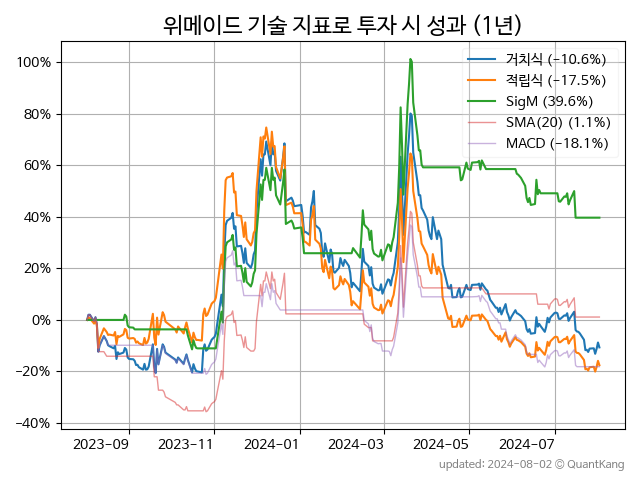 위메이드 기술 지표로 투자 시 성과 (1년)
거치식 (−10.6%)
적립식 (−17.5%)
SigM (39.6%)
SMA(20) (1.1%)
MACD (−18.1%)
100%
80%
60%
40%
20%
0%
−20%
−40%
2023−09 2023−11 2024−01 2024−03 2024−05 2024−07
updated: 2024−08−02 © QuantKang